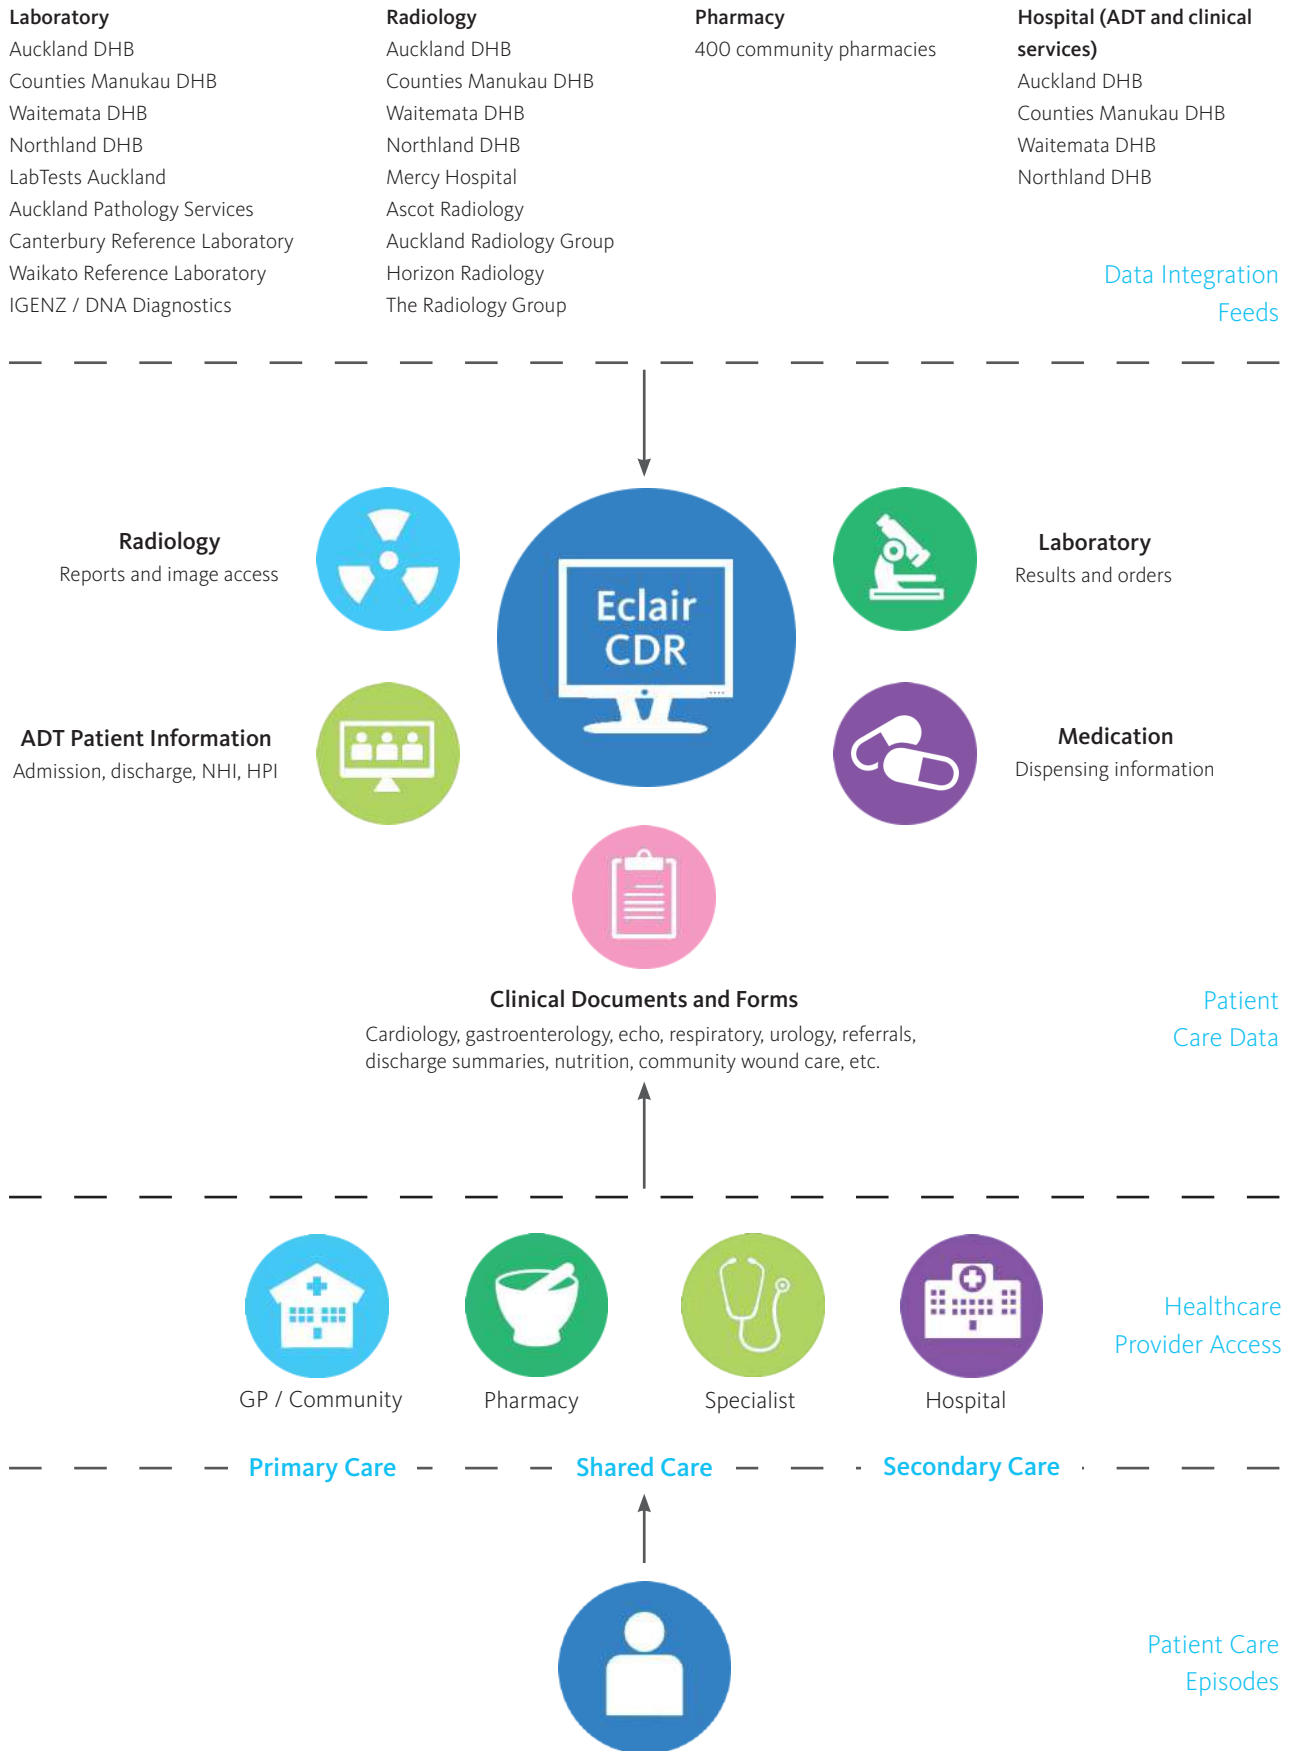 Laboratory
Auckland DHB
Counties Manukau DHB
Waitemata DHB
Northland DHB
LabTests Auckland
Auckland Pathology Services
Canterbury Reference Laboratory
Waikato Reference Laboratory
IGENZ / DNA Diagnostics
Radiology
Auckland DHB
Counties Manukau DHB
Waitemata DHB
Northland DHB
Mercy Hospital
Ascot Radiology
Auckland Radiology Group
Horizon Radiology
The Radiology Group
Pharmacy
400 community pharmacies
Hospital (ADT and clinical
services)
Auckland DHB
Counties Manukau DHB
Waitemata DHB
Northland DHB
Data Integration
Feeds
Radiology
Reports and image access
Eclair
CDR
Laboratory
Results and orders
ADT Patient Information
Admission, discharge, NHI, HPI
Medication
Dispensing information
Clinical Documents and Forms
Cardiology, gastroenterology, echo, respiratory, urology, referrals,
discharge summaries, nutrition, community wound care, etc.
Patient
Care Data
GP / Community
Pharmacy
Specialist
Hospital
Healthcare
Provider Access
Primary Care
Shared Care
Secondary Care
Patient Care
Episodes